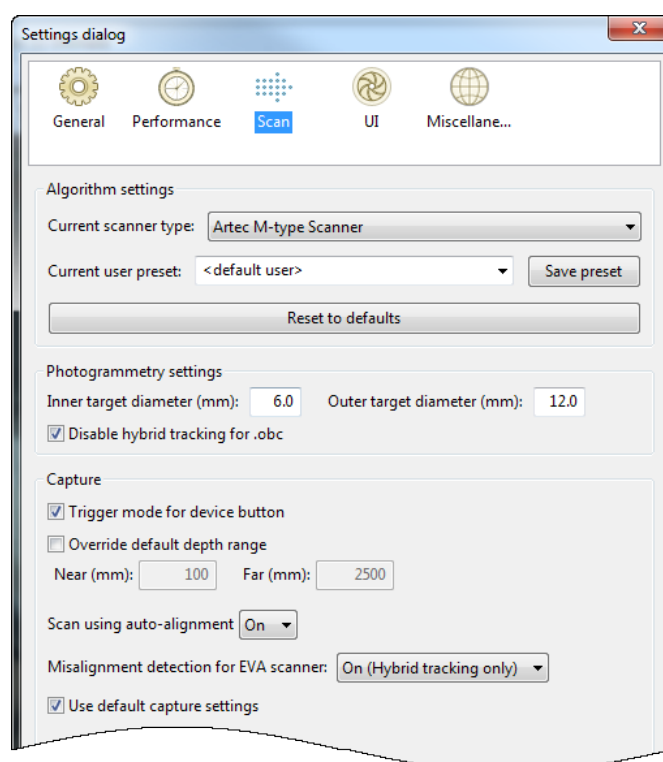 Settings dialog
x
General Performance Scan UI Miscellane...
Algorithm settings
Current scanner type: Artec M-type Scanner
Current user preset: <default user> Save preset
Reset to defaults
Photogrammetry settings
Inner target diameter (mm): 6.0 Outer target diameter (mm): 12.0
Disable hybrid tracking for .obc
Capture
Trigger mode for device button
Override default depth range
Near (mm): 100 Far (mm): 2500
Scan using auto-alignment On
Misalignment detection for EVA scanner: On (Hybrid tracking only)
Use default capture settings